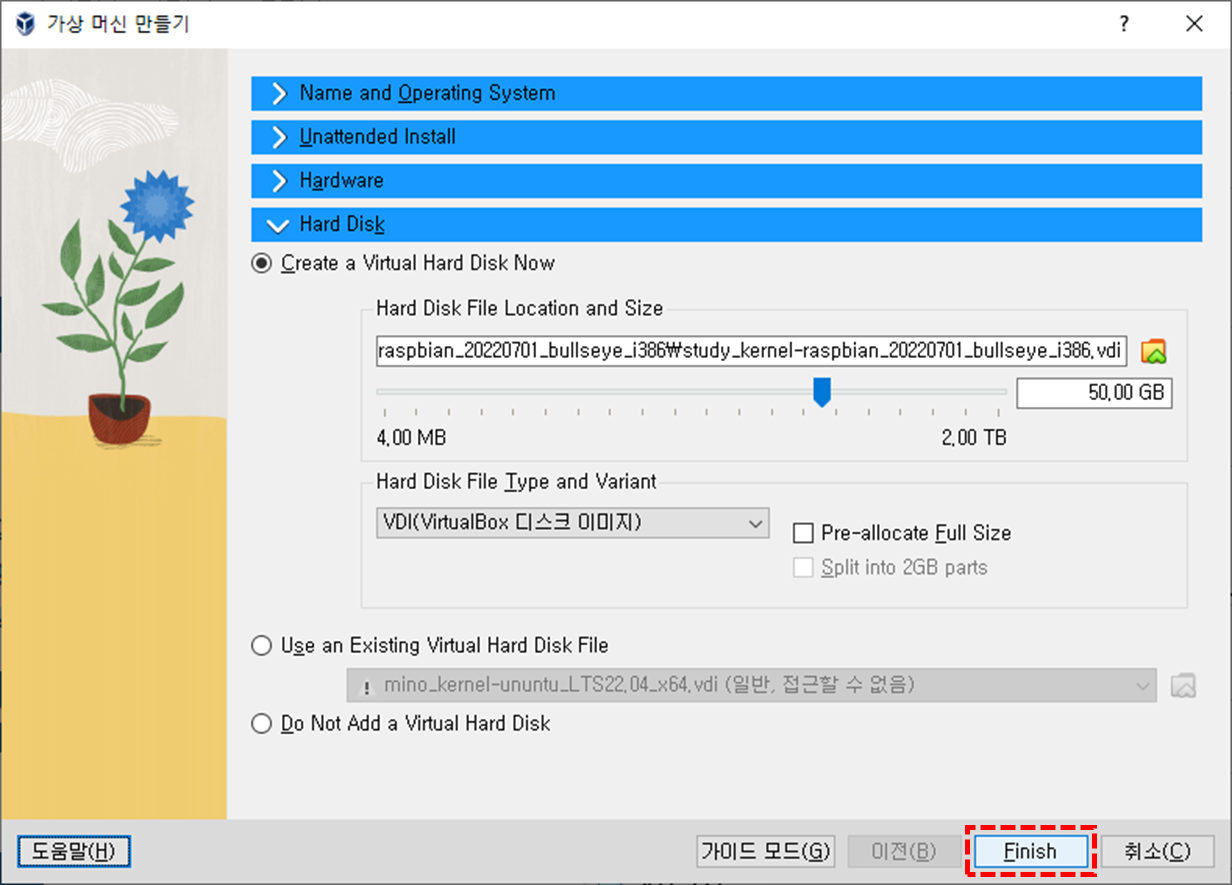 가상 머신 만들기
?
Name and Operating System
Unattended Install
Hardware
Hard Disk
Create a Virtual Hard Disk Now
Hard Disk File Location and Size
raspbian_20220701_bullseye_i386₩study_kernel-raspbian_20220701_bullseye_i386.vdi
50,00 GB
4,00 MB
2,00 TB
Hard Disk File Type and Variant
VDI(VirtualBox 디스크 이미지)
Pre-allocate Full Size
Split into 2GB parts
Use an Existing Virtual Hard Disk File
! mino_kernel-ununtu_LTS22.04_x64.vdi (일반, 접근할 수 없음)
Do Not Add a Virtual Hard Disk
도움말(H)
가이드 모드(G)
이전(B)
Finish
취소(C)